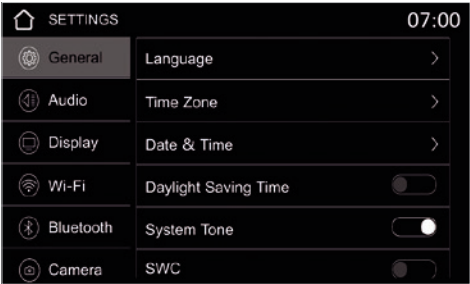 SETTINGS 07:00
General
Language
Audio
Time Zone
Display
Date & Time
Wi-Fi
Daylight Saving Time
Bluetooth
System Tone
Camera
SWC